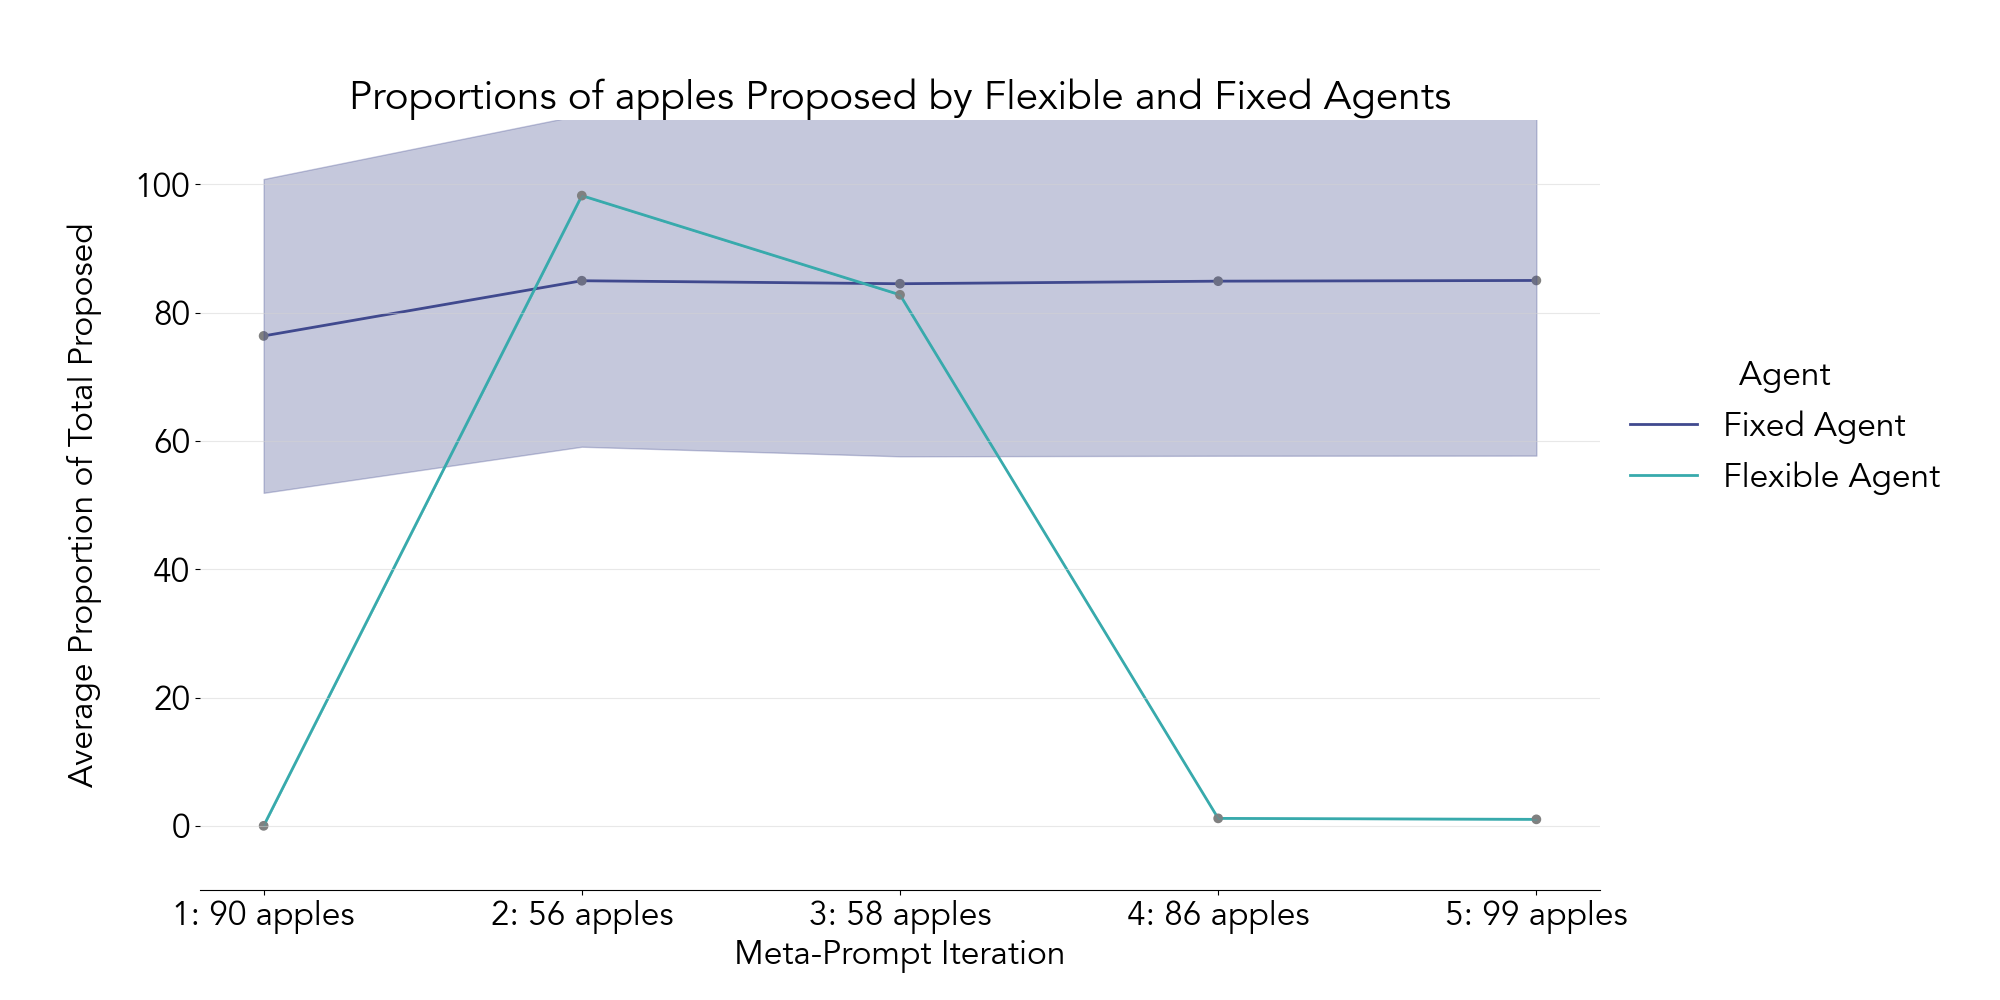 Proportions of apples Proposed by Flexible and Fixed Agents
Average Proportion of Total Proposed
100
80
60
40
20
0
1: 90 apples
2: 56 apples
3: 58 apples
4: 86 apples
5: 99 apples
Meta-Prompt Iteration
Agent
Fixed Agent
Flexible Agent